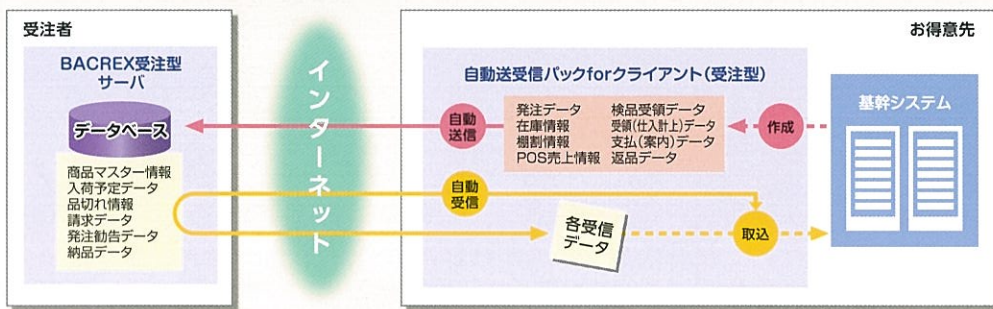 受注者
BACREX受注型
サーバ
データベース
商品マスター情報
入荷予定データ
品切れ情報
請求データ
発注勧告データ
納品データ
インターネット
お得意先
自動送受信パックforクライアント(受注型)
自動
送信
発注データ
在庫情報
棚割情報
POS売上情報
検品受領データ
受領(仕入計上)データ
支払(案内)データ
返品データ
作成
基幹システム
自動
受信
各受信
データ
取込